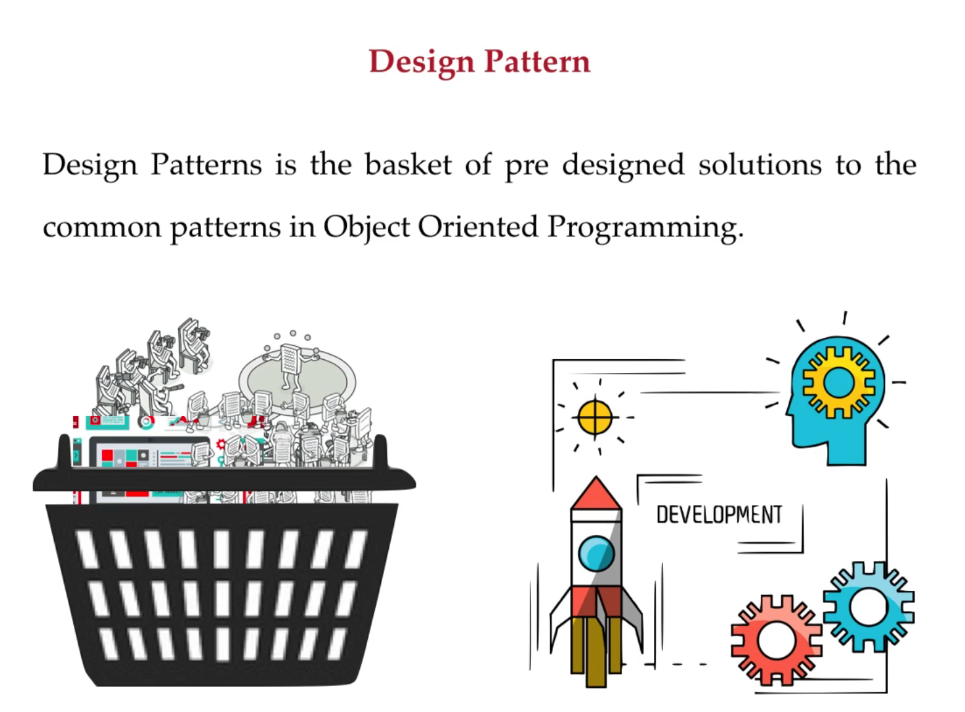 Design Pattern
Design Patterns is the basket of pre designed solutions to the
common patterns in Object Oriented Programming.
DEVELOPMENT